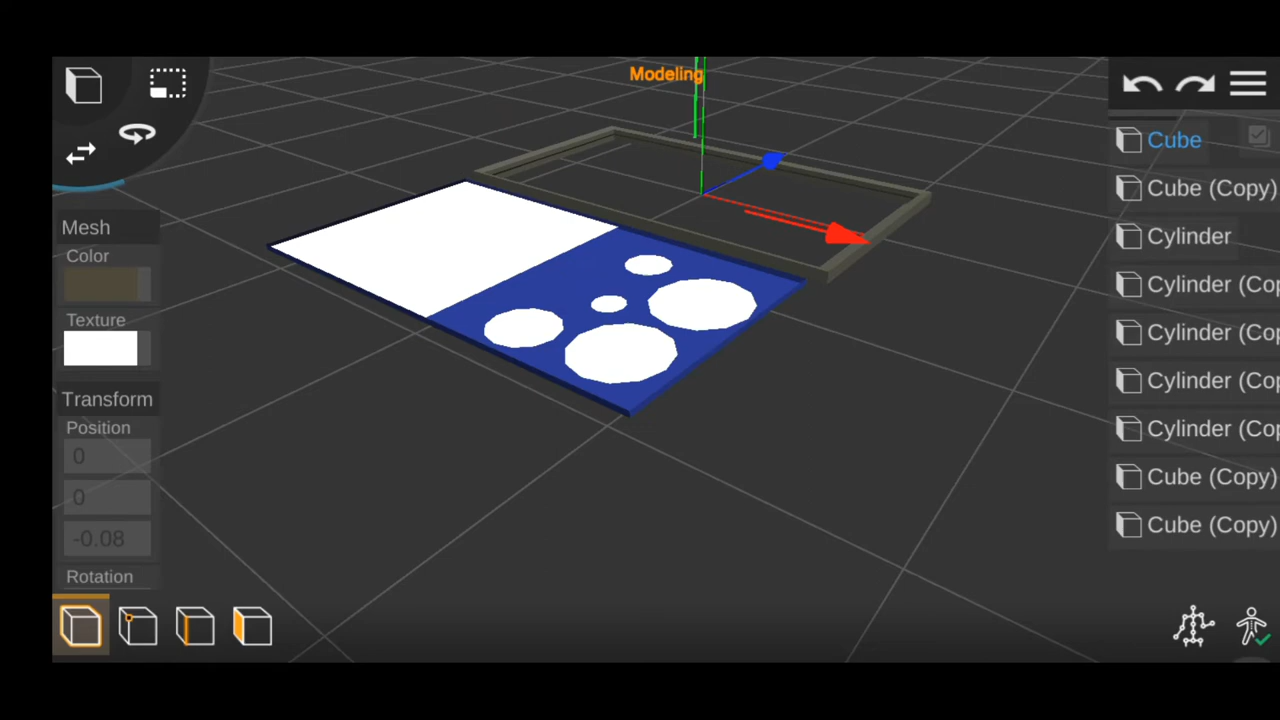 Modeling
Mesh
Color
Texture
Transform
Position
0
0
-0.08
Rotation
Cube
Cube (Copy)
Cylinder
Cylinder (Cop
Cylinder (Cop
Cylinder (Cop
Cylinder (Cop
Cube (Copy)
Cube (Copy)